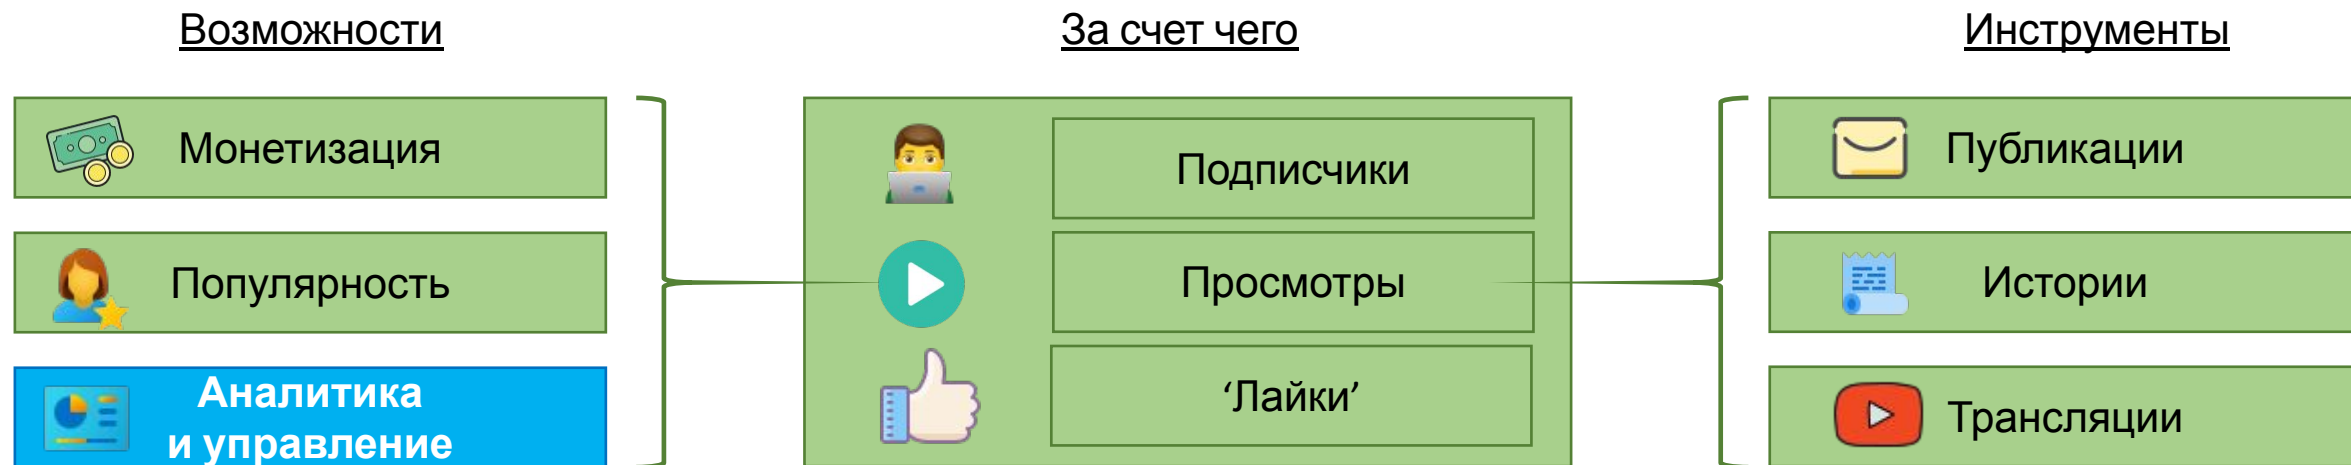 Возможности
За счет чего
Инструменты
Монетизация
Популярность
Аналитика
и управление
Подписчики
Просмотры
‘Лайки’
Публикации
Истории
Трансляции